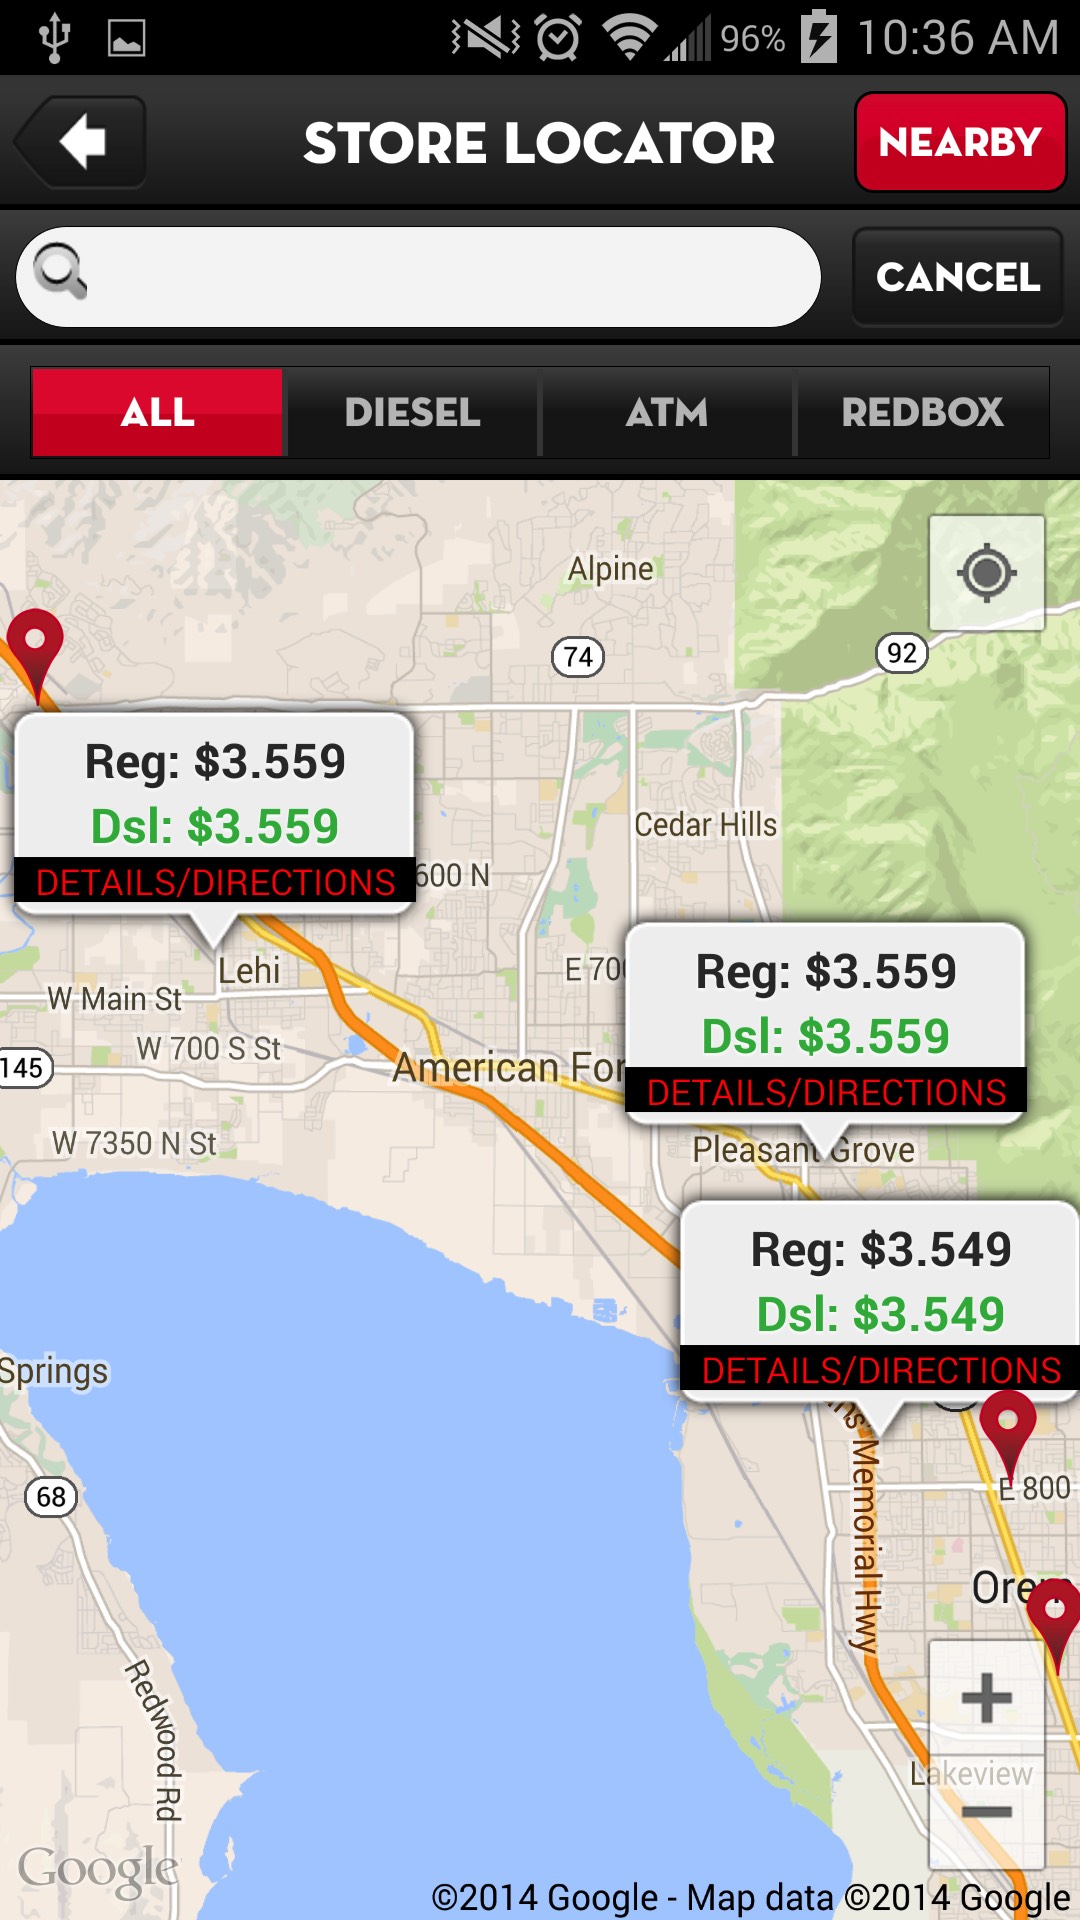 96% 10:36 AM
STORE LOCATOR
NEARBY
CANCEL
ALL
DIESEL
ATM
REDBOX
Alpine
74
92
Reg: $3.559
Dsl: $3.559
DETAILS/DIRECTIONS
Cedar Hills
600 N
Lehi
E 70
W Main St
Reg: $3.559
Dsl: $3.559
DETAILS/DIRECTIONS
W 700 S St
145
American For
W 7350 N St
Pleasant Grove
Reg: $3.549
Dsl: $3.549
DETAILS/DIRECTIONS
Springs
68
Memorial Hwy
E 800
Orem
Redwood Rd
Lakeview
Google
©2014 Google - Map data ©2014 Google